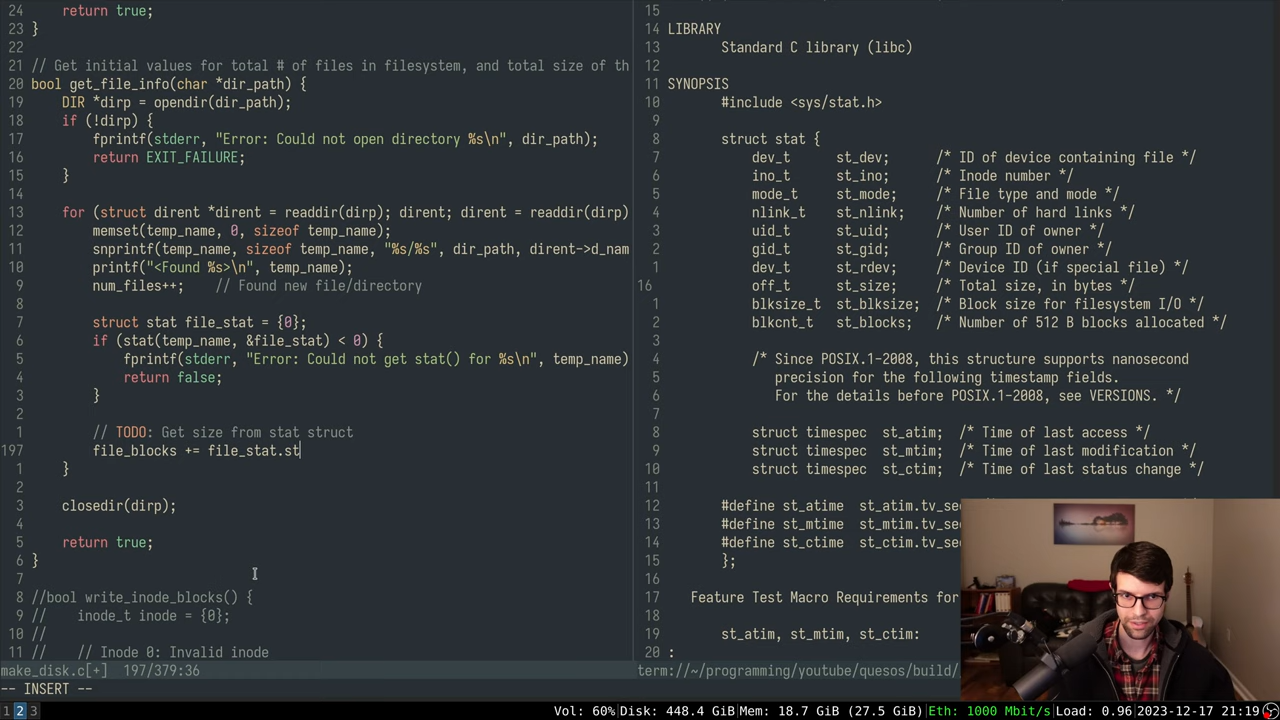 24         return true;
23 }
22
21 // Get initial values for total # of files in filesystem, and total size of th
20 bool get_file_info(char *dir_path) {
19     DIR *dirp = opendir(dir_path);
18     if (!dirp) {
17         fprintf(stderr, "Error: Could not open directory %s\n", dir_path);
16         return EXIT_FAILURE;
15     }
14
13     for (struct dirent *dirent = readdir(dirp); dirent; dirent = readdir(dirp)
12         memset(temp_name, 0, sizeof temp_name);
11         snprintf(temp_name, sizeof temp_name, "%s/%s", dir_path, dirent->d_nam
10         printf("<Found %s>\n", temp_name);
9         num_files++;    // Found new file/directory
8
7         struct stat file_stat = {0};
6         if (stat(temp_name, &file_stat) < 0) {
5             fprintf(stderr, "Error: Could not get stat() for %s\n", temp_name)
4             return false;
3         }
2
1         // TODO: Get size from stat struct
197         file_blocks += file_stat.st
1     }
2
3     closedir(dirp);
4
5     return true;
6 }
7
8 //bool write_inode_blocks() {
9 //    inode_t inode = {0};
10 //
11 //    // Inode 0: Invalid inode
make_disk.c[+]  197/379:36
-- INSERT --
15
14 LIBRARY
13        Standard C library (libc)
12
11 SYNOPSIS
10        #include <sys/stat.h>
9
8        struct stat {
7            dev_t      st_dev;      /* ID of device containing file */
6            ino_t      st_ino;      /* Inode number */
5            mode_t     st_mode;     /* File type and mode */
4            nlink_t    st_nlink;    /* Number of hard links */
3            uid_t      st_uid;      /* User ID of owner */
2            gid_t      st_gid;      /* Group ID of owner */
1            dev_t      st_rdev;     /* Device ID (if special file) */
16            off_t      st_size;     /* Total size, in bytes */
1            blksize_t  st_blksize;  /* Block size for filesystem I/O */
2            blkcnt_t   st_blocks;   /* Number of 512 B blocks allocated */
3
4            /* Since POSIX.1-2008, this structure supports nanosecond
5               precision for the following timestamp fields.
6               For the details before POSIX.1-2008, see VERSIONS. */
7
8            struct timespec  st_atim;  /* Time of last access */
9            struct timespec  st_mtim;  /* Time of last modification */
10            struct timespec  st_ctim;  /* Time of last status change */
11
12        #define st_atime  st_atim.tv_sec
13        #define st_mtime  st_mtim.tv_sec
14        #define st_ctime  st_ctim.tv_sec
15        };
16
17    Feature Test Macro Requirements for
18
19        st_atim, st_mtim, st_ctim:
20 :
term://~/programming/youtube/quesos/build/
1 2 3
Vol: 60%|Disk: 448.4 GiB|Mem: 18.7 GiB (27.5 GiB)|Eth: 1000 Mbit/s|Load: 0.96|2023-12-17 21:19